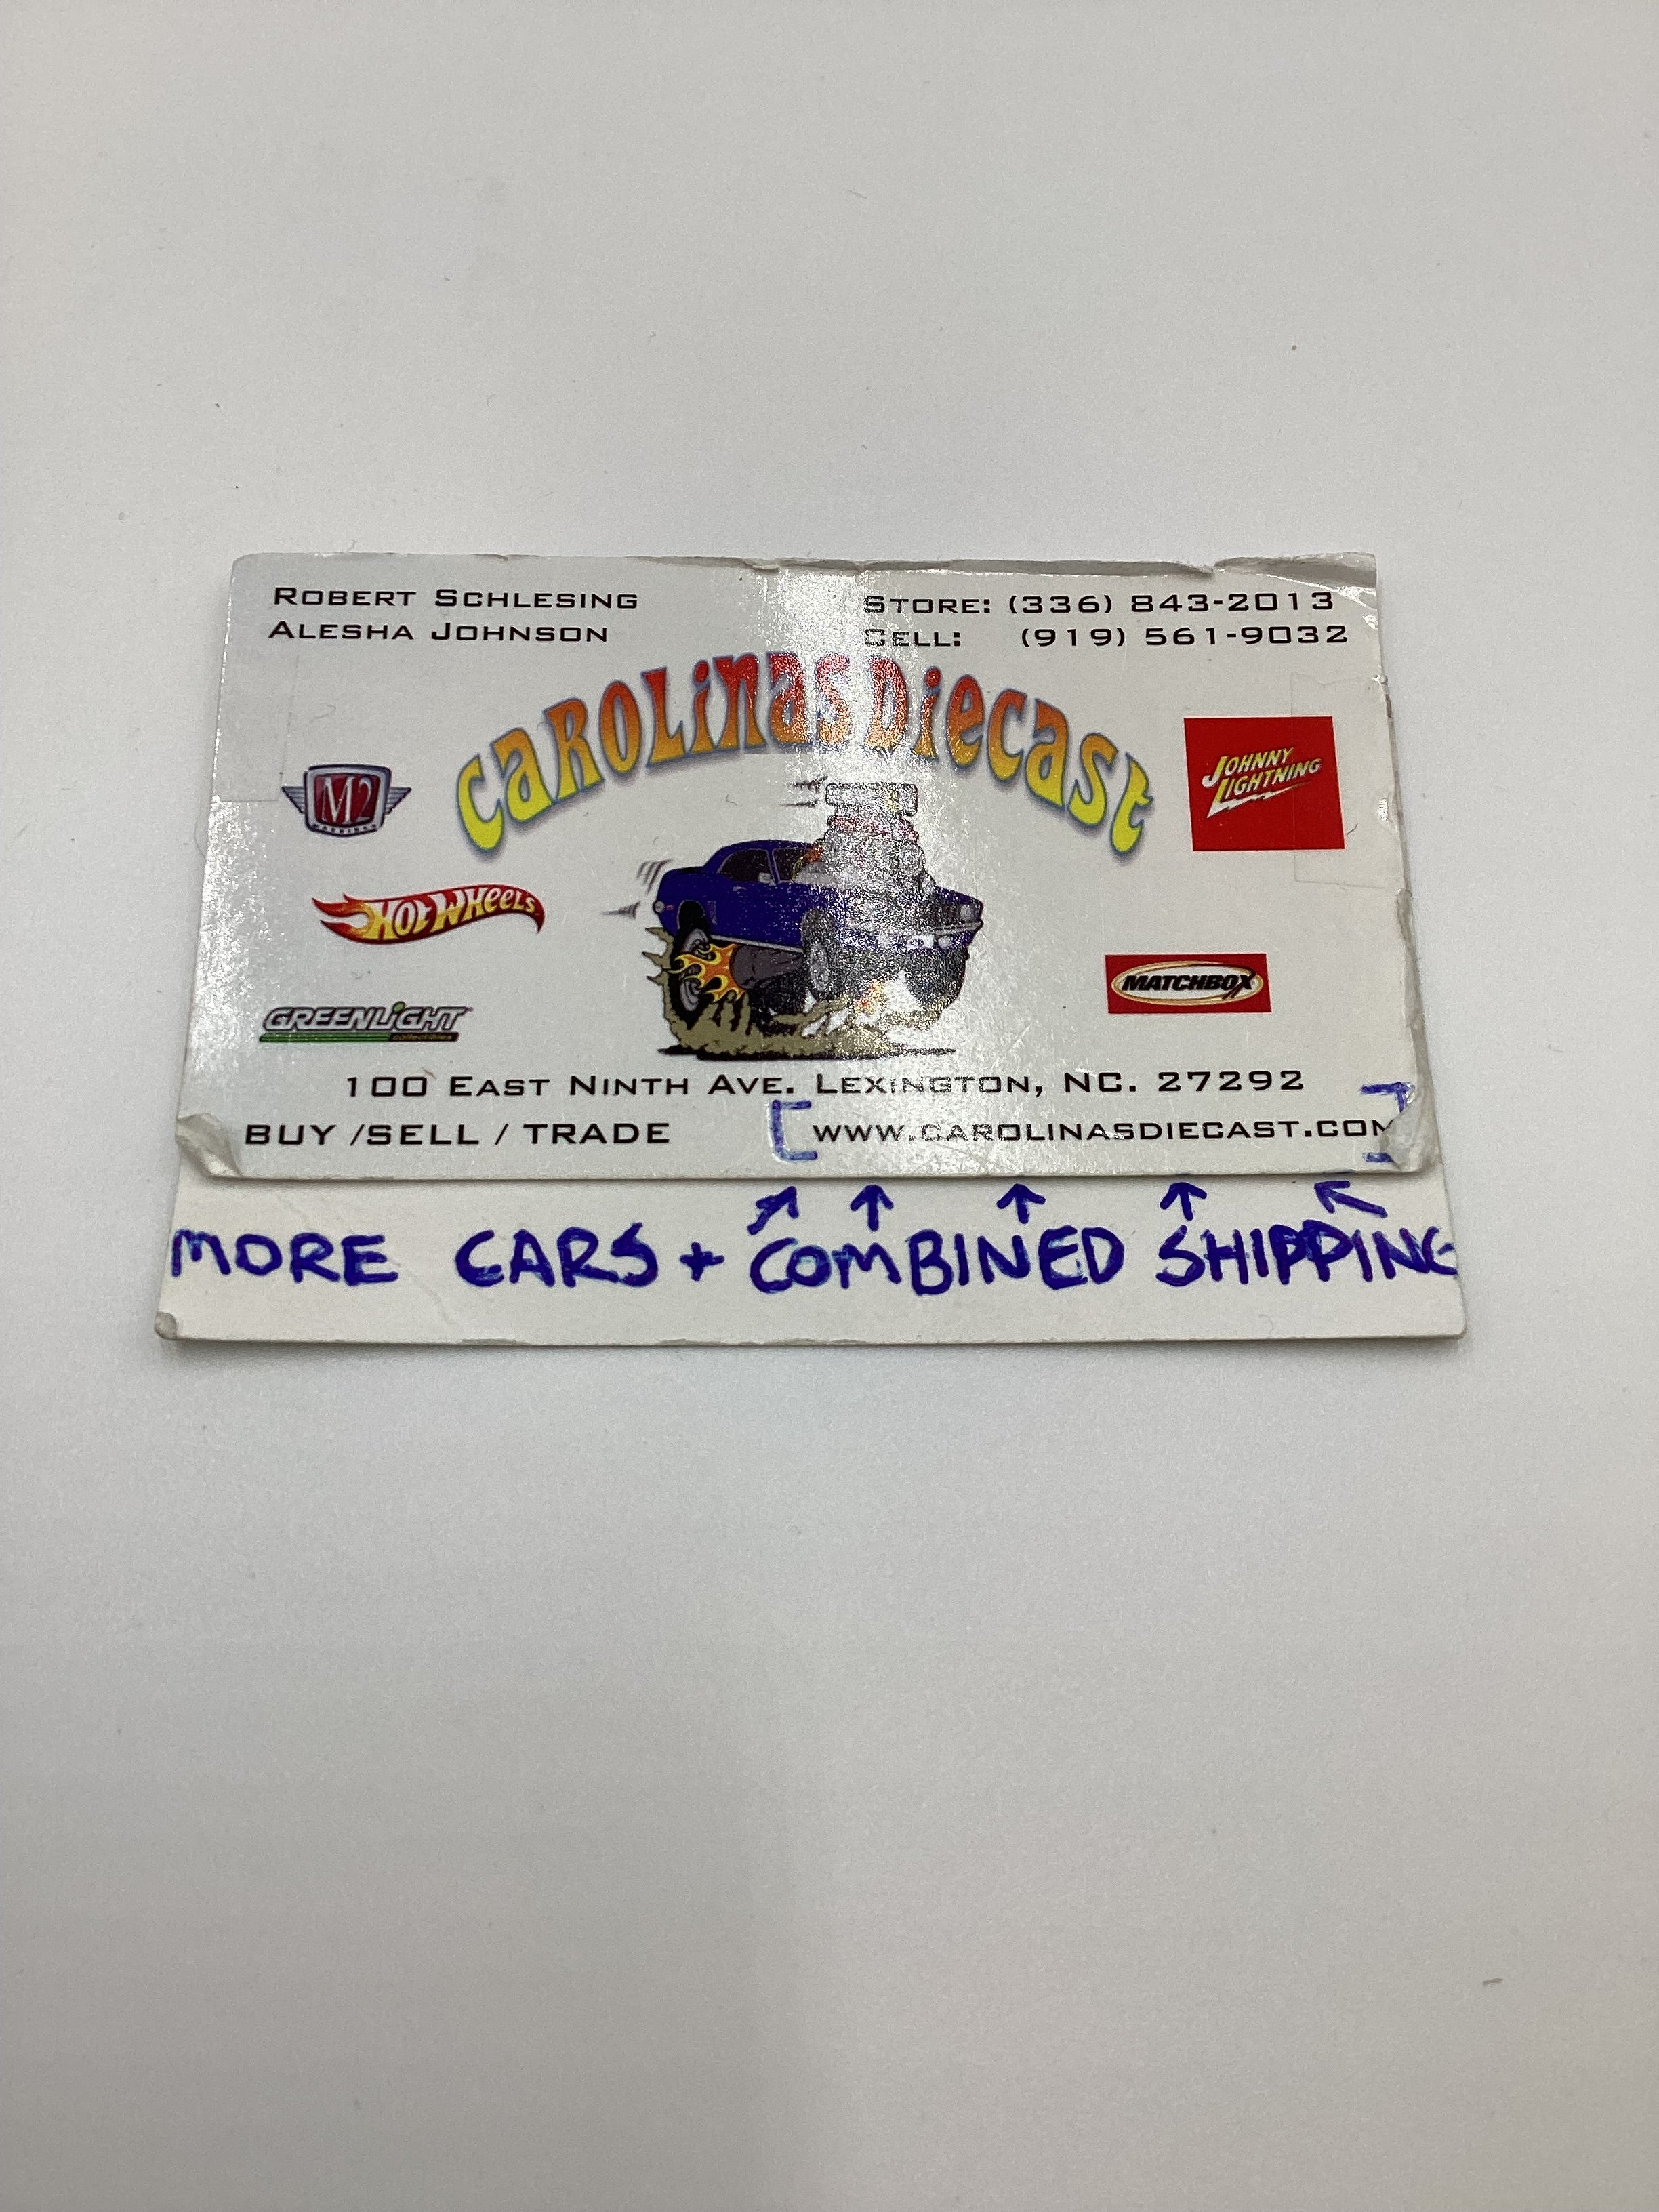 ROBERT SCHLESING
ALESHA JOHNSON
STORE: (336) 843-2013
CELL: (919) 561-9032
CAROLINAS DIECAST
M2
JOHNNY LIGHTNING
HOT WHEELS
MATCHBOX
GREENLIGHT
collectibles
100 EAST NINTH AVE. LEXINGTON, NC. 27292
BUY /SELL / TRADE
WWW.CAROLINASDIECAST.COM
MORE CARS + COMBINED SHIPPING